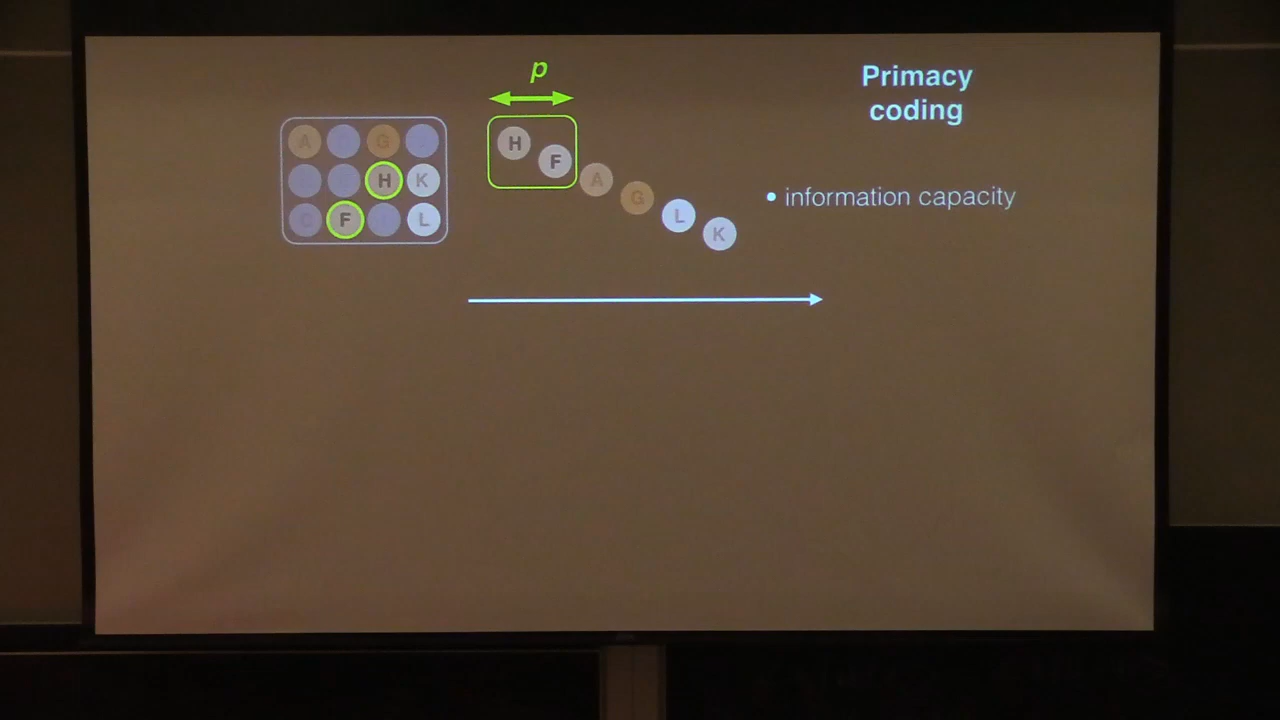 p
Primacy
coding
A G
H K
F L
H
F
A
G
L
K
• information capacity